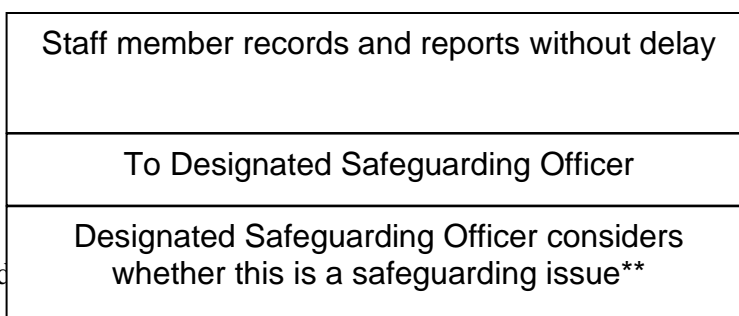 Staff member records and reports without delay
To Designated Safeguarding Officer
Designated Safeguarding Officer considers
whether this is a safeguarding issue**